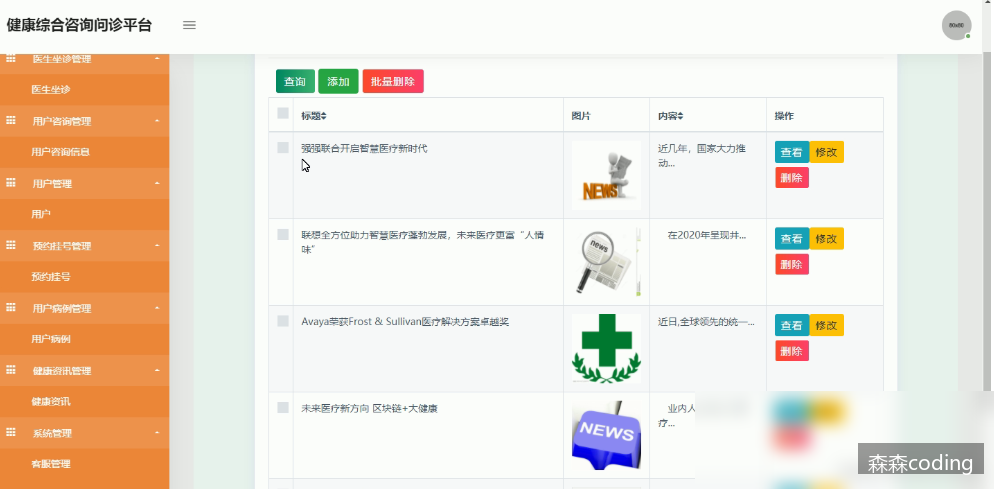 健康综合咨询问诊平台
80x80
医生坐诊管理
医生坐诊
用户咨询管理
用户咨询信息
用户管理
用户
预约挂号管理
预约挂号
用户病例管理
用户病例
健康资讯管理
健康资讯
系统管理
客服管理
查询 添加 批量删除
标题 图片 内容 操作
强强联合开启智慧医疗新时代
NEWS
近几年，国家大力推
动...
查看 修改
删除
联想全方位助力智慧医疗蓬勃发展，未来医疗更富“人情
味”
news
在2020年呈现井...
查看 修改
删除
Avaya荣获Frost & Sullivan医疗解决方案卓越奖
近日,全球领先的统一...
查看 修改
删除
未来医疗新方向 区块链+大健康
NEWS
业内人
疗...
森森coding